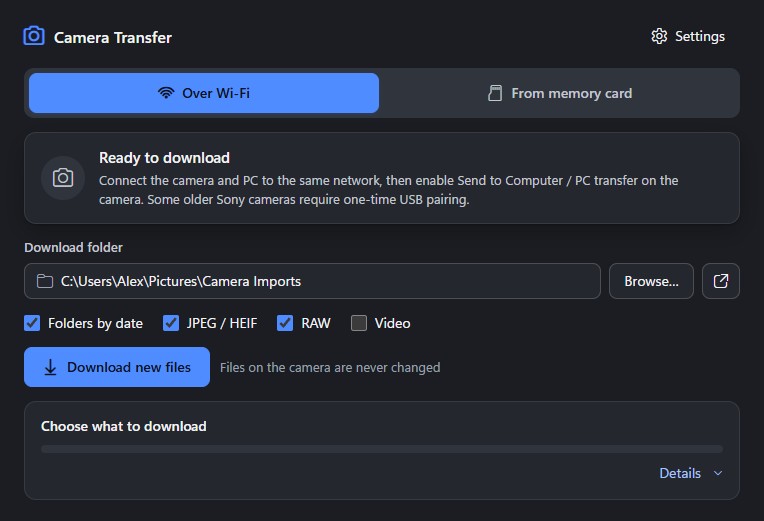 Camera Transfer
Settings
Over Wi-Fi
From memory card
Ready to download
Connect the camera and PC to the same network, then enable Send to Computer / PC transfer on the
camera. Some older Sony cameras require one-time USB pairing.
Download folder
C:\Users\Alex\Pictures\Camera Imports
Browse...
Folders by date
JPEG / HEIF
RAW
Video
Download new files
Files on the camera are never changed
Choose what to download
Details